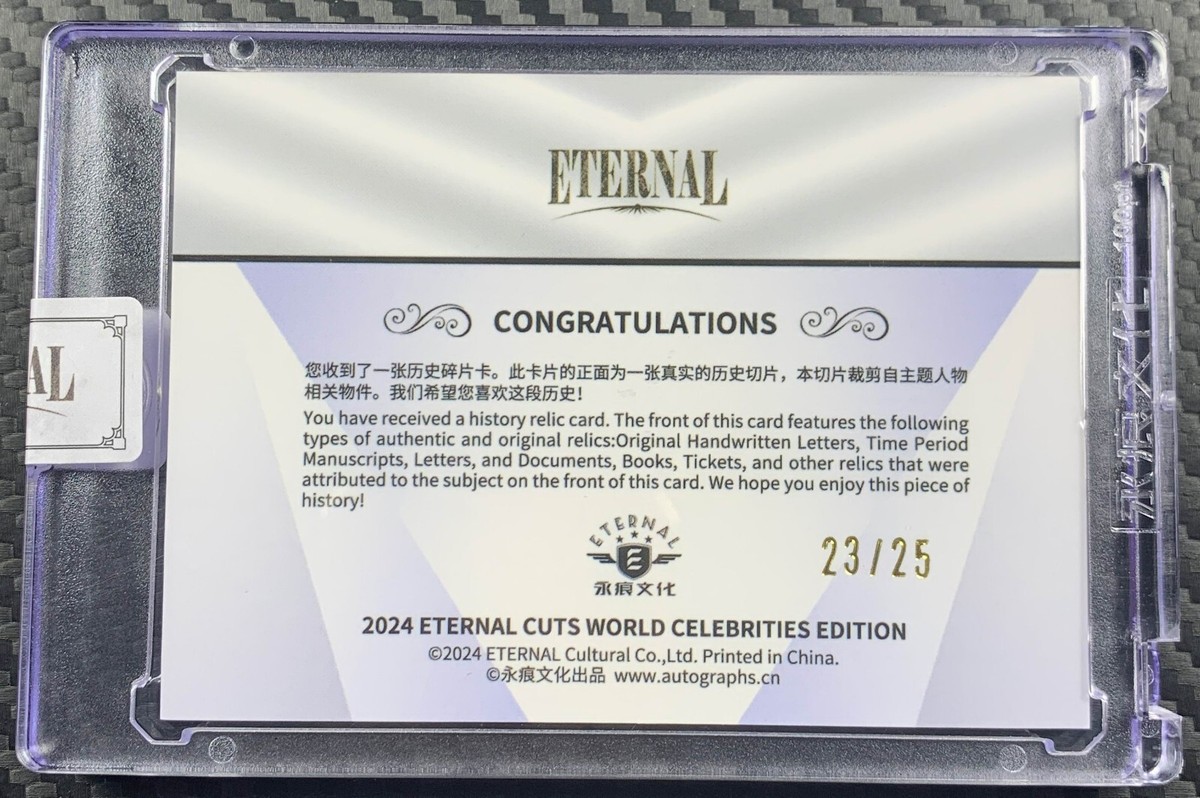 ETERNAL
CONGRATULATIONS
您收到了一张历史碎片卡。此卡片的正面为一张真实的历史切片，本切片裁剪自主题人物
相关物件。我们希望您喜欢这段历史！
You have received a history relic card. The front of this card features the following
types of authentic and original relics:Original Handwritten Letters, Time Period
Manuscripts, Letters, and Documents, Books, Tickets, and other relics that were
attributed to the subject on the front of this card. We hope you enjoy this piece of
history!
AL
ETERNAL
E
永痕文化
23/25
2024 ETERNAL CUTS WORLD CELEBRITIES EDITION
©2024 ETERNAL Cultural Co.,Ltd. Printed in China.
©永痕文化出品 www.autographs.cn
永痕文化